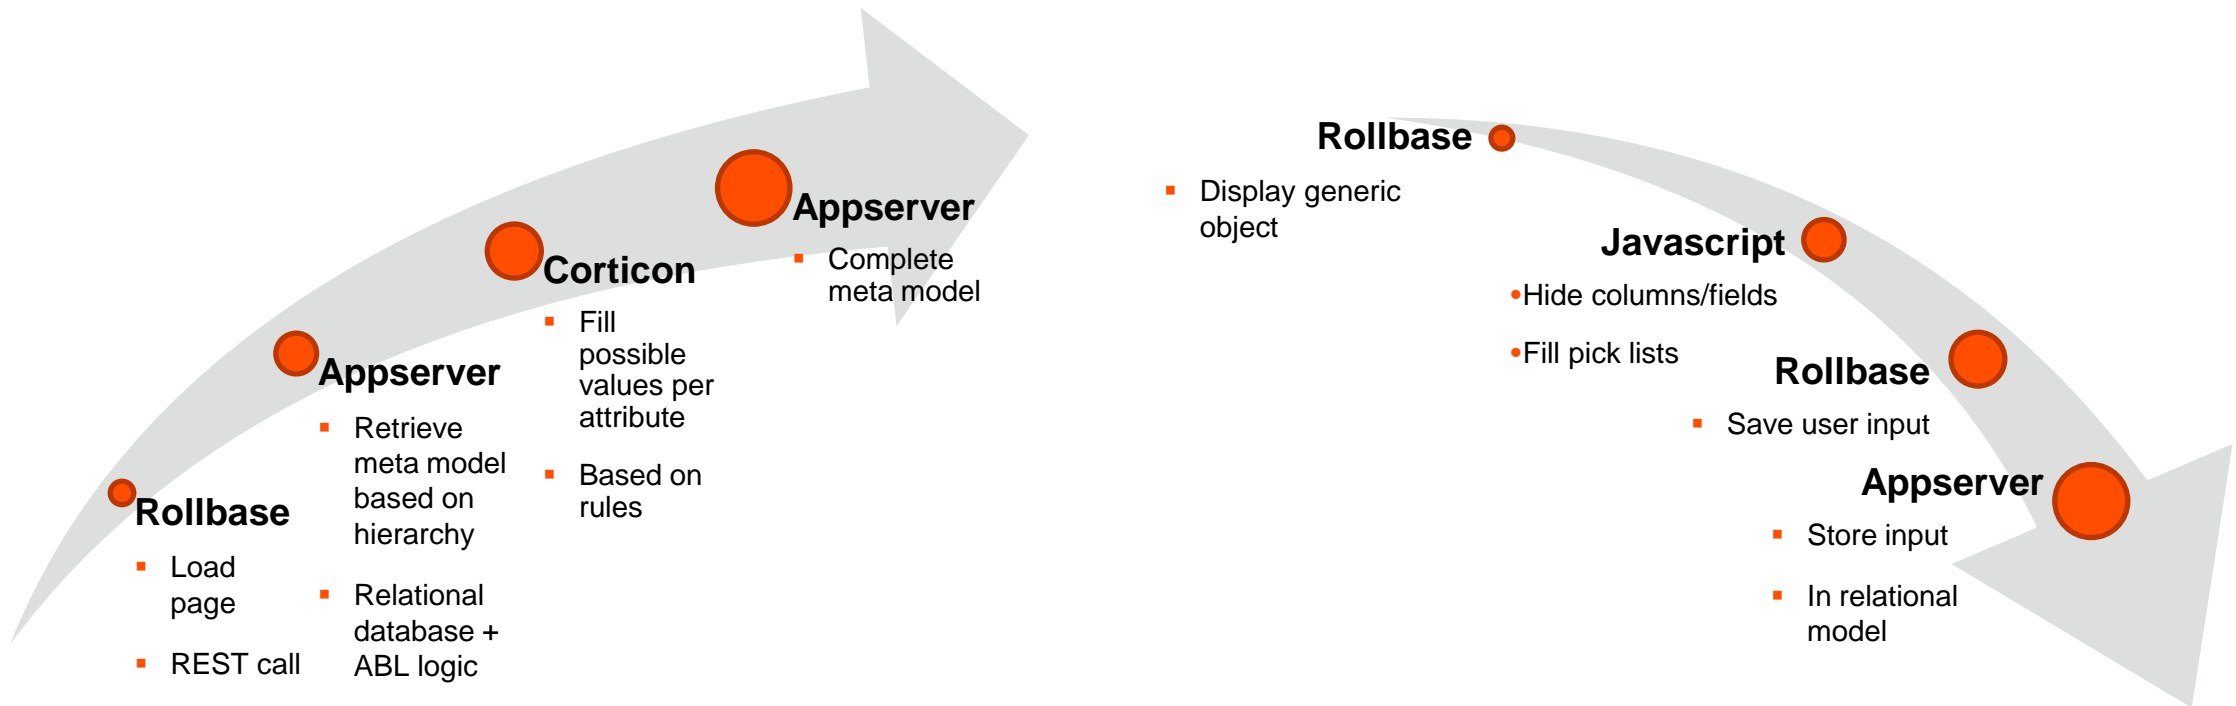 Rollbase
Load
page
REST call
Appserver
Retrieve
meta model
based on
hierarchy
Relational
database +
ABL logic
Corticon
Fill
possible
values per
attribute
Based on
rules
Appserver
Complete
meta model
Rollbase
Display generic
object
Javascript
Hide columns/fields
Fill pick lists
Rollbase
Save user input
Appserver
Store input
In relational
model